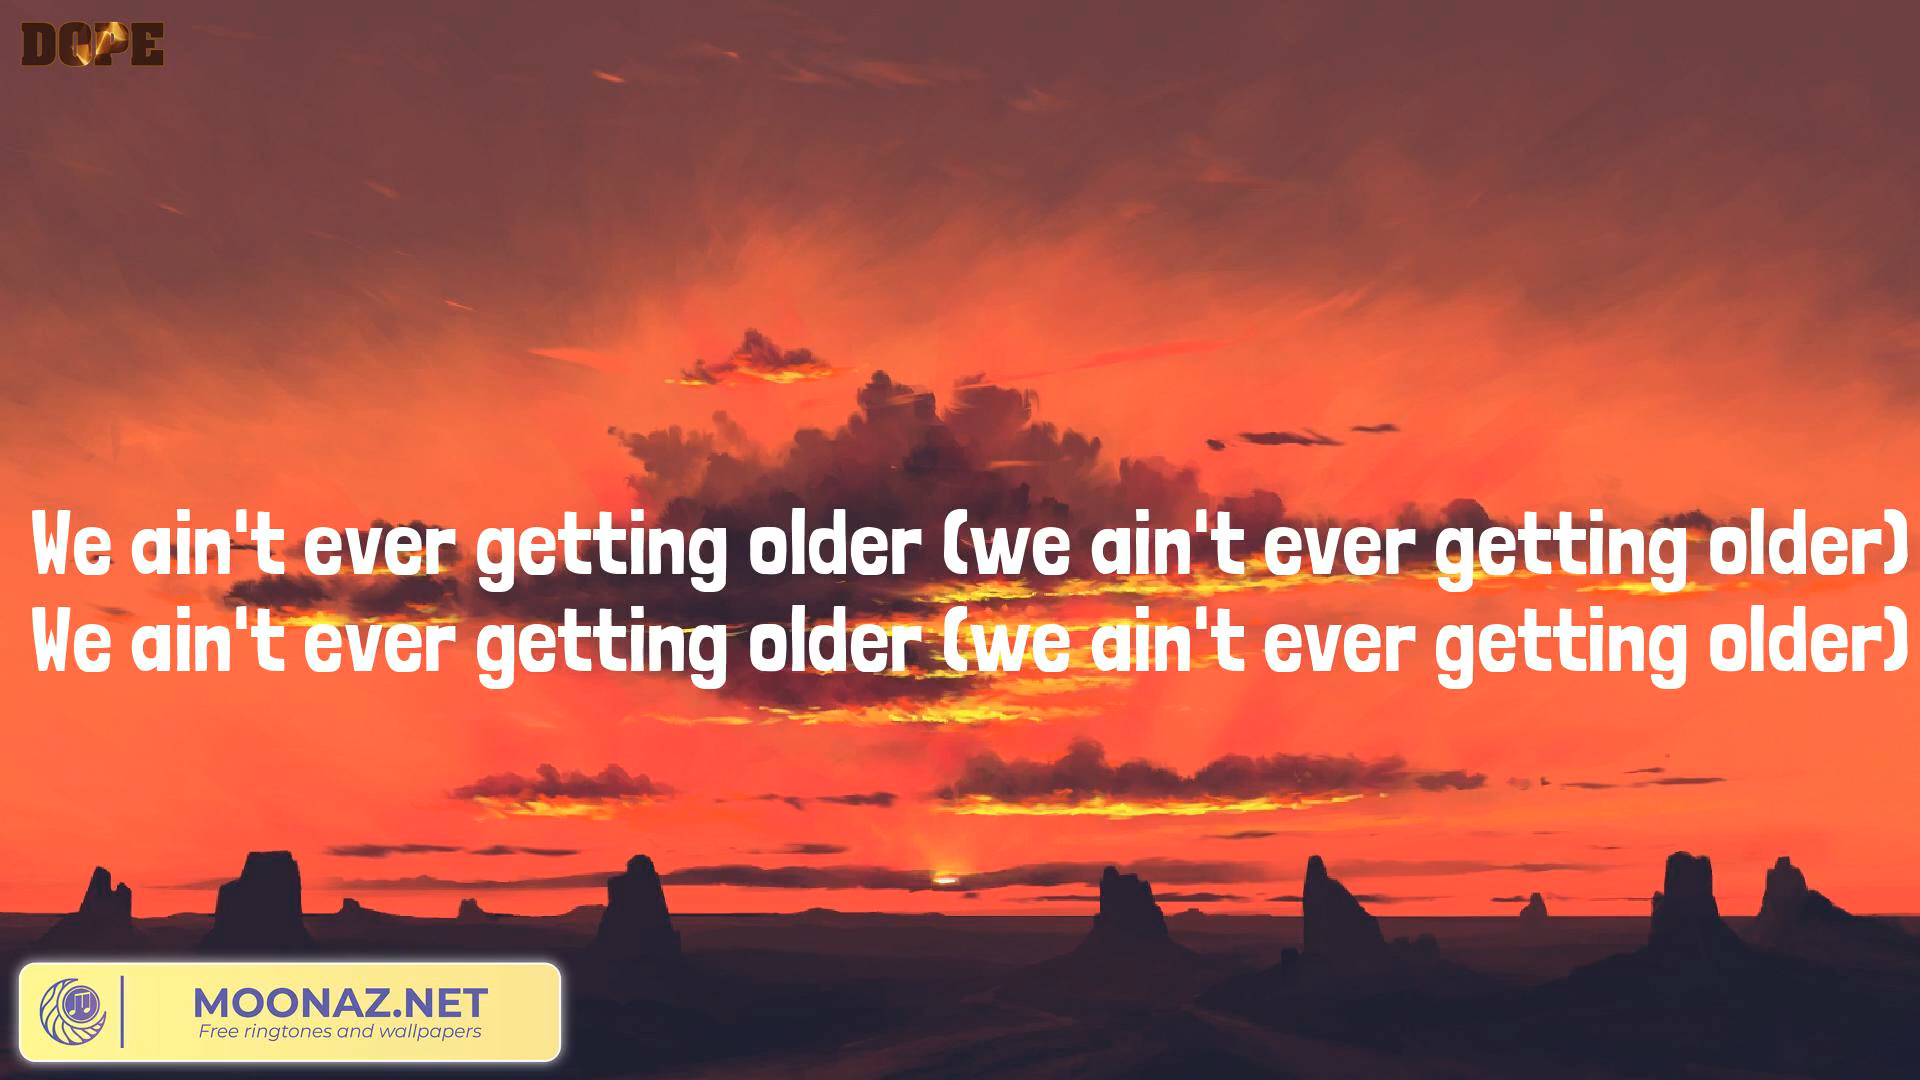 DOPE
We ain't ever getting older (we ain't ever getting older)
We ain't ever getting older (we ain't ever getting older)
MOONAZ.NET
Free ringtones and wallpapers